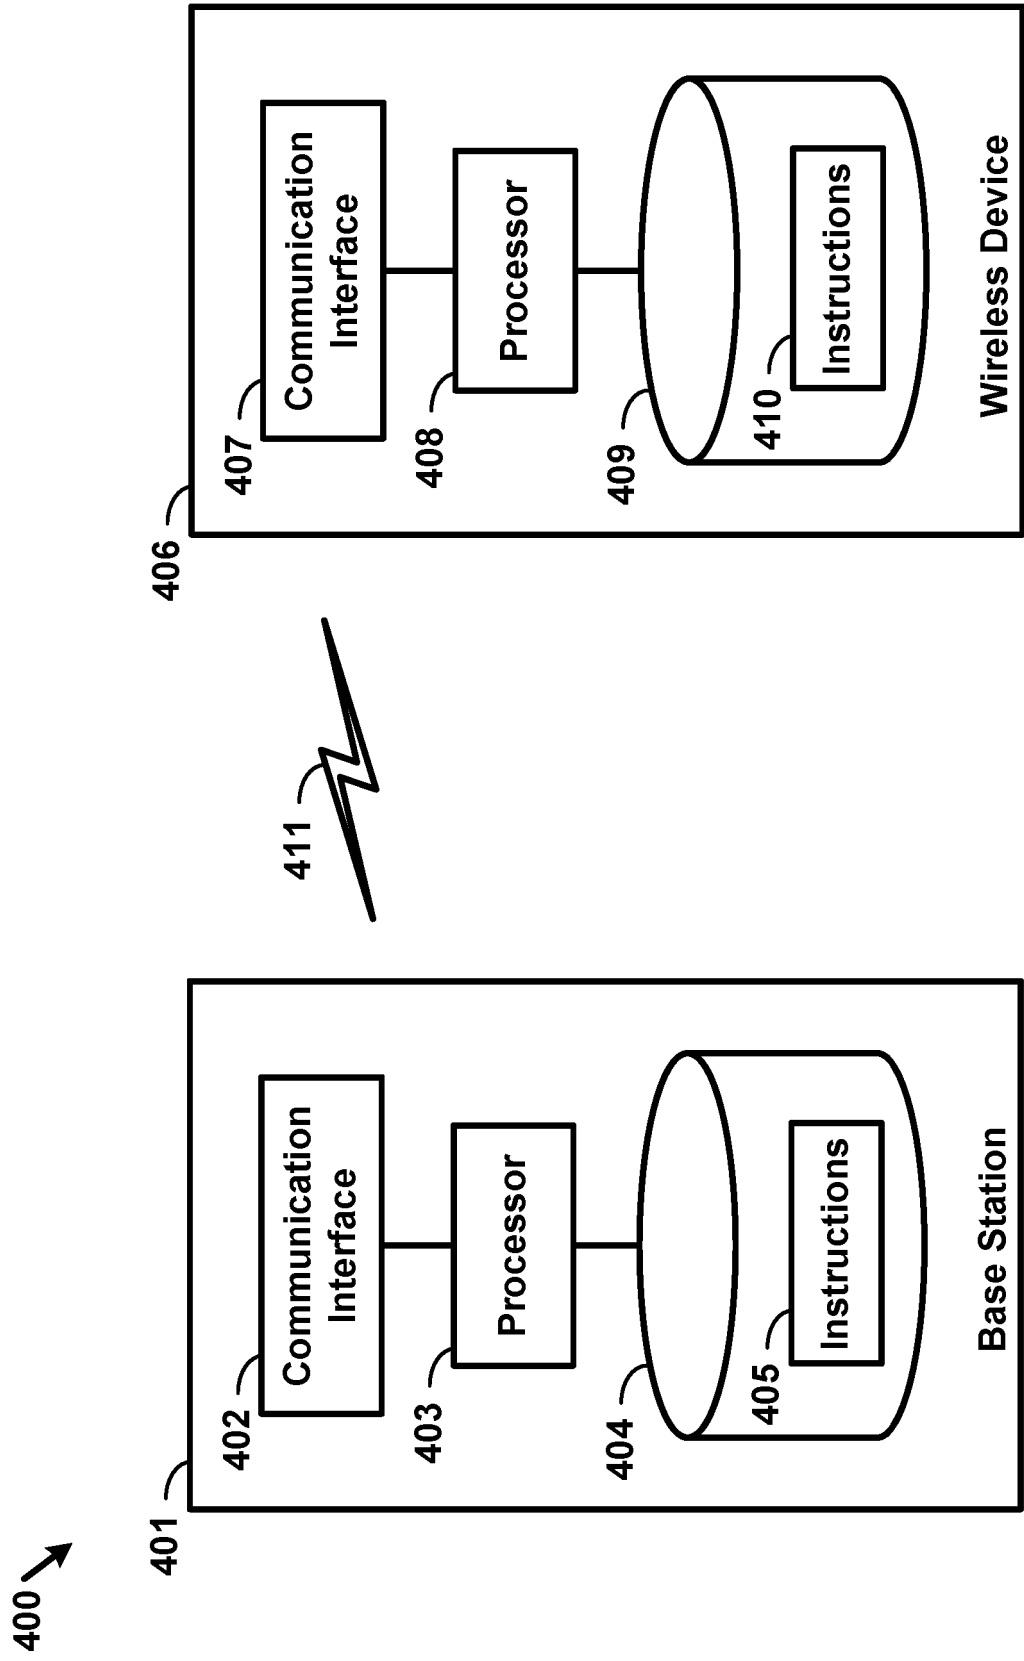 400
401
402
Communication
Interface
403
Processor
404
405
Instructions
Base Station
411
406
407
Communication
Interface
408
Processor
409
410
Instructions
Wireless Device